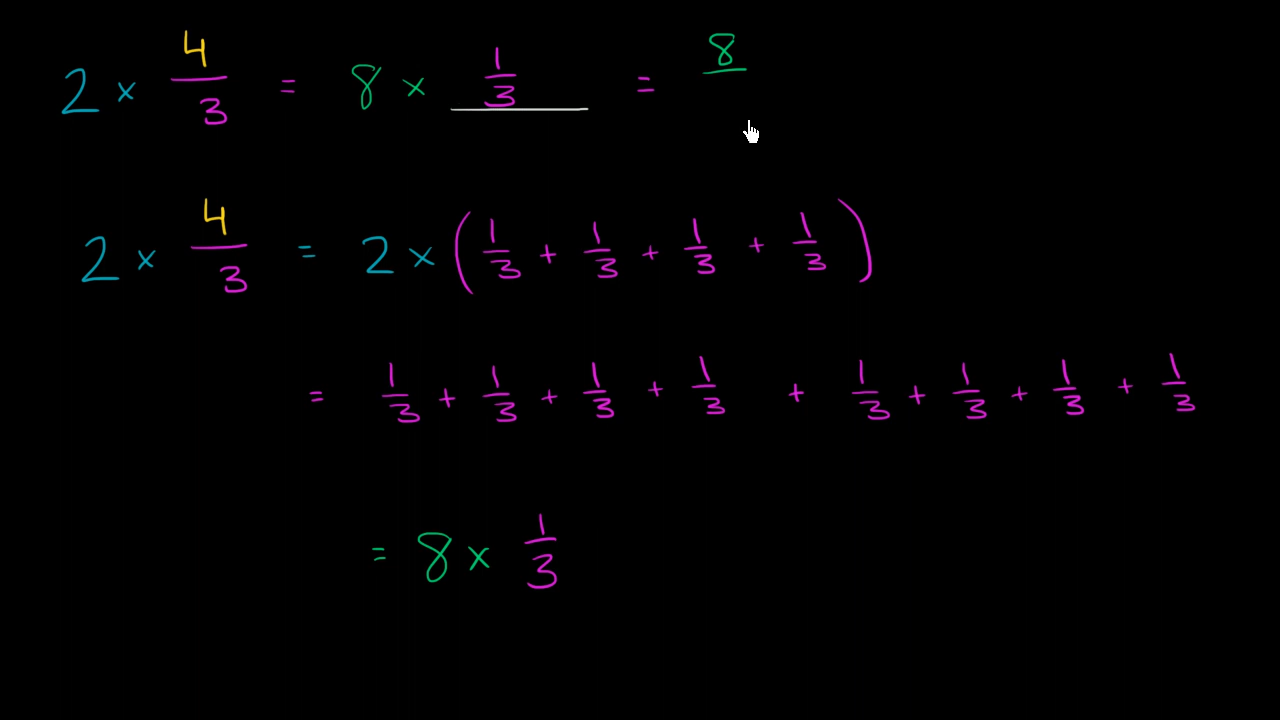 2 × 4/3 = 8 × 1/3 = 8/
2 × 4/3 = 2 × (1/3 + 1/3 + 1/3 + 1/3)
= 1/3 + 1/3 + 1/3 + 1/3 + 1/3 + 1/3 + 1/3 + 1/3
= 8 × 1/3